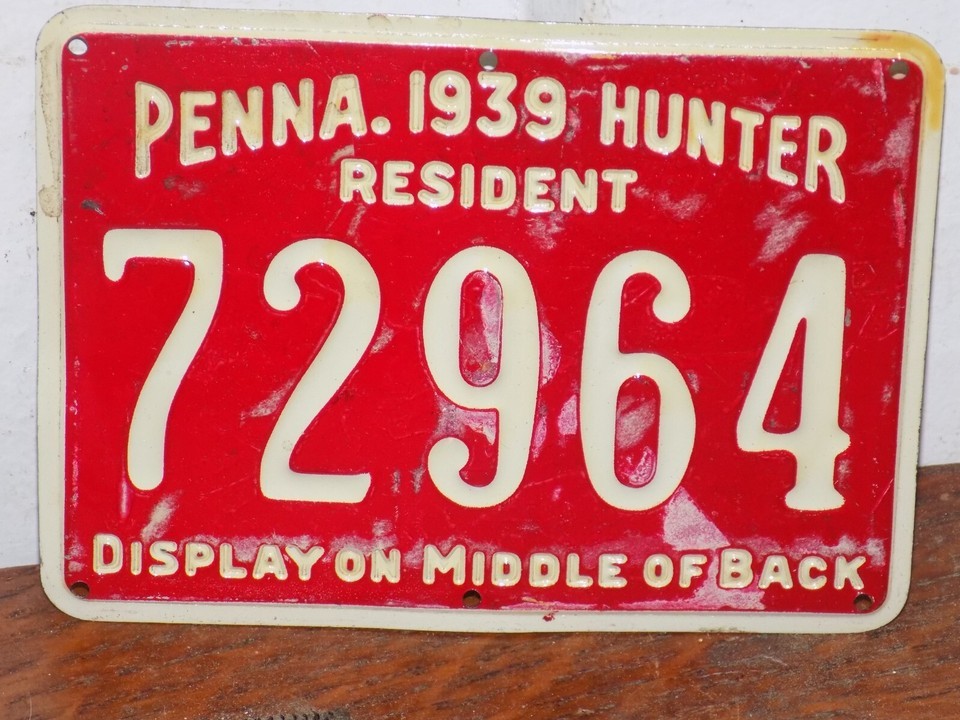 PENNA. 1939 HUNTER
RESIDENT
72964
DISPLAY ON MIDDLE OF BACK